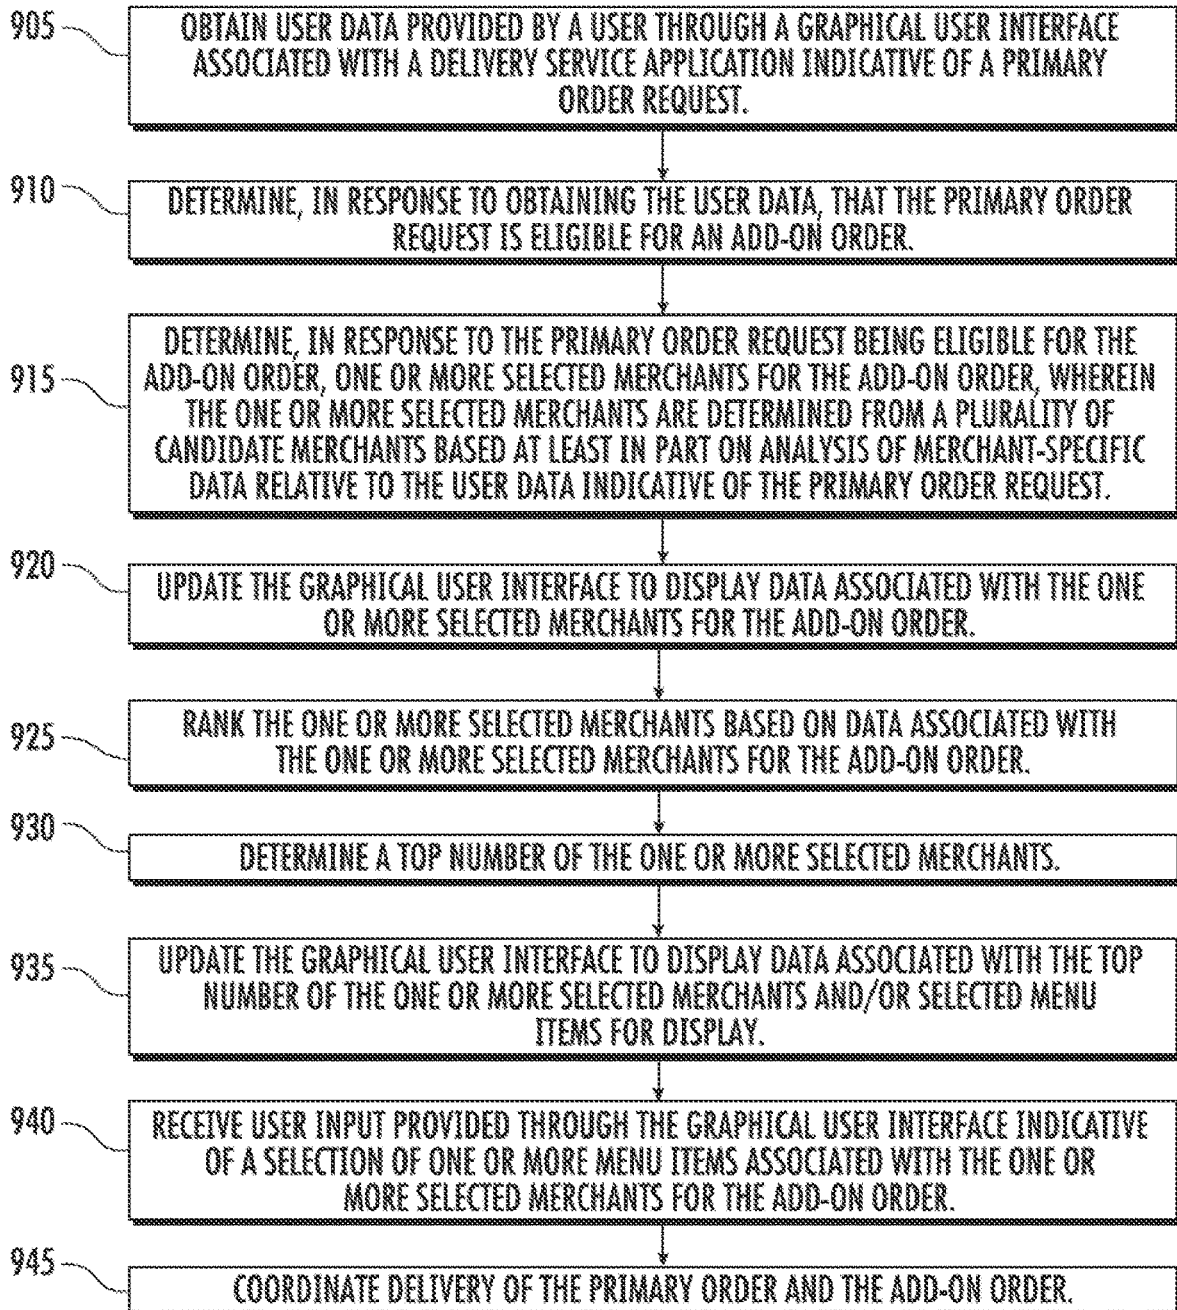 905
OBTAIN USER DATA PROVIDED BY A USER THROUGH A GRAPHICAL USER INTERFACE
ASSOCIATED WITH A DELIVERY SERVICE APPLICATION INDICATIVE OF A PRIMARY
ORDER REQUEST.
910
DETERMINE, IN RESPONSE TO OBTAINING THE USER DATA, THAT THE PRIMARY ORDER
REQUEST IS ELIGIBLE FOR AN ADD-ON ORDER.
915
DETERMINE, IN RESPONSE TO THE PRIMARY ORDER REQUEST BEING ELIGIBLE FOR THE
ADD-ON ORDER, ONE OR MORE SELECTED MERCHANTS FOR THE ADD-ON ORDER, WHEREIN
THE ONE OR MORE SELECTED MERCHANTS ARE DETERMINED FROM A PLURALITY OF
CANDIDATE MERCHANTS BASED AT LEAST IN PART ON ANALYSIS OF MERCHANT-SPECIFIC
DATA RELATIVE TO THE USER DATA INDICATIVE OF THE PRIMARY ORDER REQUEST.
920
UPDATE THE GRAPHICAL USER INTERFACE TO DISPLAY DATA ASSOCIATED WITH THE ONE
OR MORE SELECTED MERCHANTS FOR THE ADD-ON ORDER.
925
RANK THE ONE OR MORE SELECTED MERCHANTS BASED ON DATA ASSOCIATED WITH
THE ONE OR MORE SELECTED MERCHANTS FOR THE ADD-ON ORDER.
930
DETERMINE A TOP NUMBER OF THE ONE OR MORE SELECTED MERCHANTS.
935
UPDATE THE GRAPHICAL USER INTERFACE TO DISPLAY DATA ASSOCIATED WITH THE TOP
NUMBER OF THE ONE OR MORE SELECTED MERCHANTS AND/OR SELECTED MENU
ITEMS FOR DISPLAY.
940
RECEIVE USER INPUT PROVIDED THROUGH THE GRAPHICAL USER INTERFACE INDICATIVE
OF A SELECTION OF ONE OR MORE MENU ITEMS ASSOCIATED WITH THE ONE OR
MORE SELECTED MERCHANTS FOR THE ADD-ON ORDER.
945
COORDINATE DELIVERY OF THE PRIMARY ORDER AND THE ADD-ON ORDER.